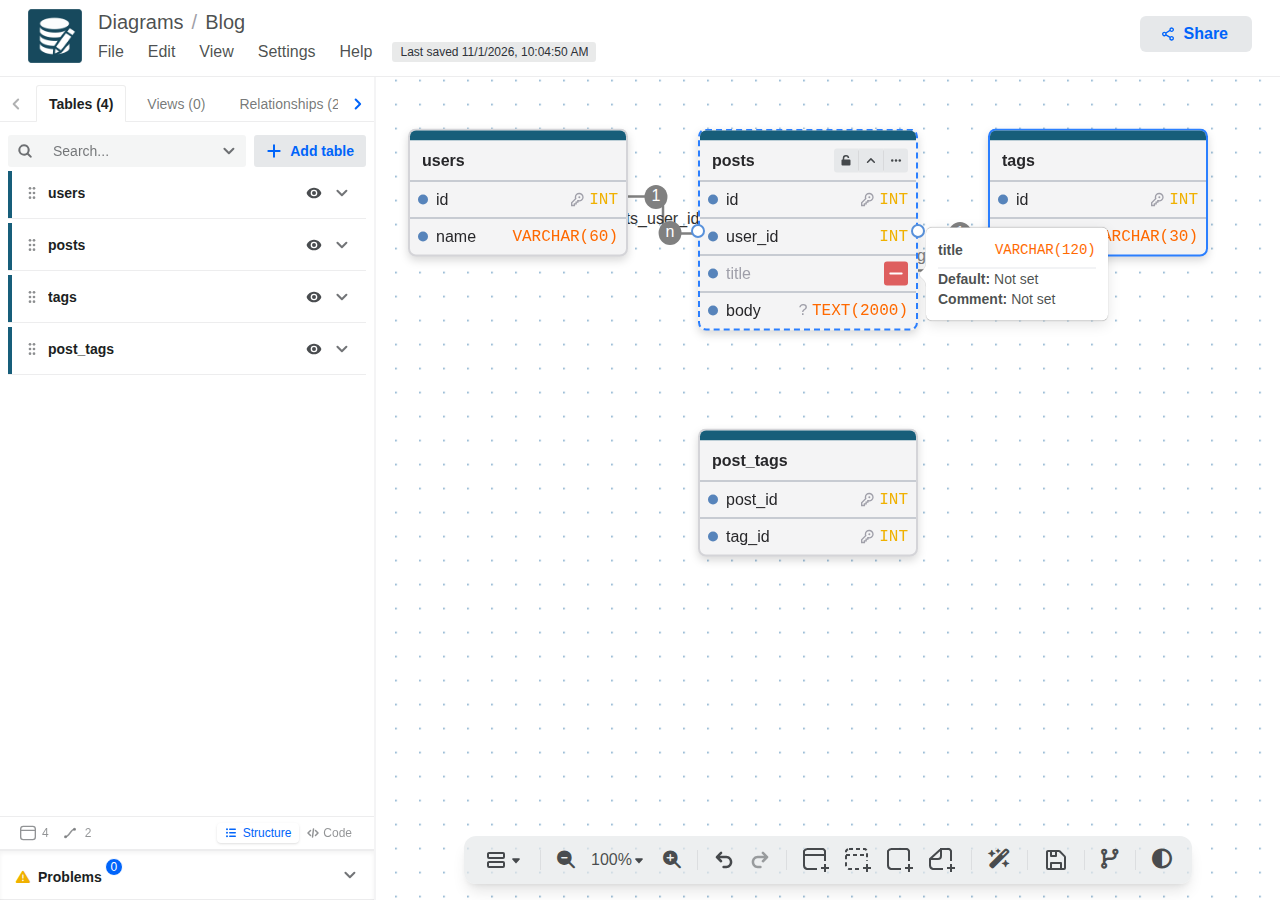 Diagrams / Blog
File Edit View Settings Help Last saved 11/1/2026, 10:04:50 AM
Share
Tables (4) Views (0) Relationships (2
Search... Add table
users
posts
tags
post_tags
4 2 Structure Code
Problems 0
users
id INT
name VARCHAR(60)
1
ts_user_id
n
posts
id INT
user_id INT
title
body ? TEXT(2000)
tags
id INT
ARCHAR(30)
title VARCHAR(120)
Default: Not set
Comment: Not set
post_tags
post_id INT
tag_id INT
100%